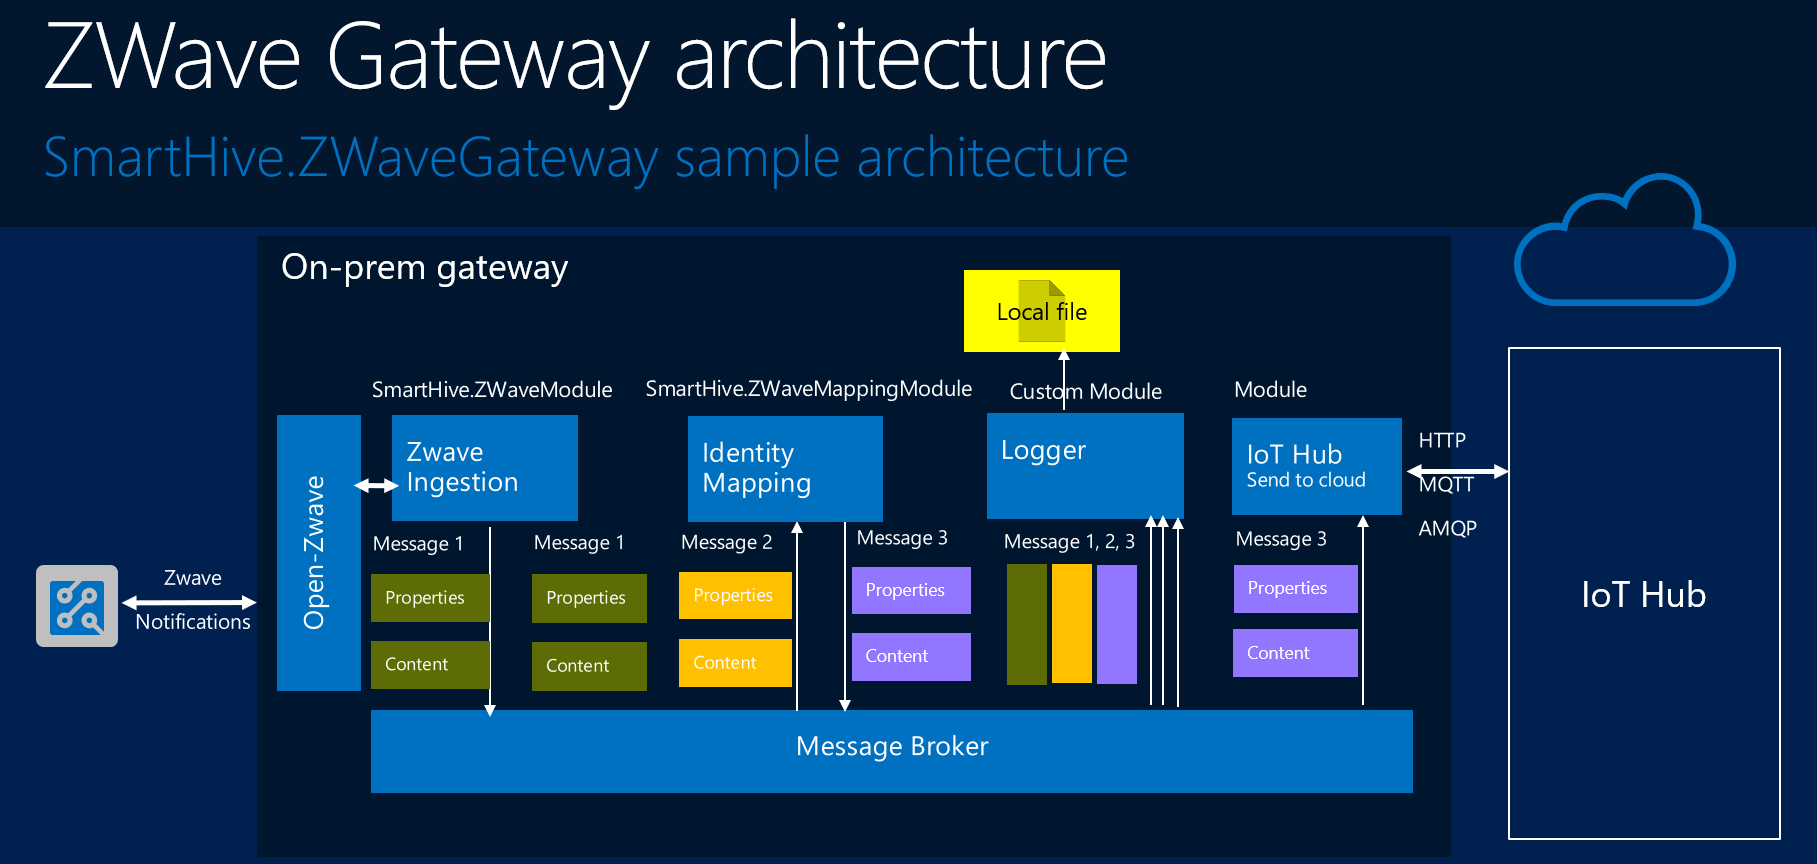 ZWave Gateway architecture
SmartHive.ZWaveGateway sample architecture
On-prem gateway
Local file
SmartHive.ZWaveModule
SmartHive.ZWaveMappingModule
Custom Module
Module
Open-Zwave
Zwave
Ingestion
Identity
Mapping
Logger
IoT Hub
Send to cloud
HTTP
MQTT
AMQP
Message 1
Message 1
Message 2
Message 3
Message 1, 2, 3
Message 3
Zwave
Notifications
Properties
Properties
Properties
Properties
Properties
Content
Content
Content
Content
Content
IoT Hub
Message Broker